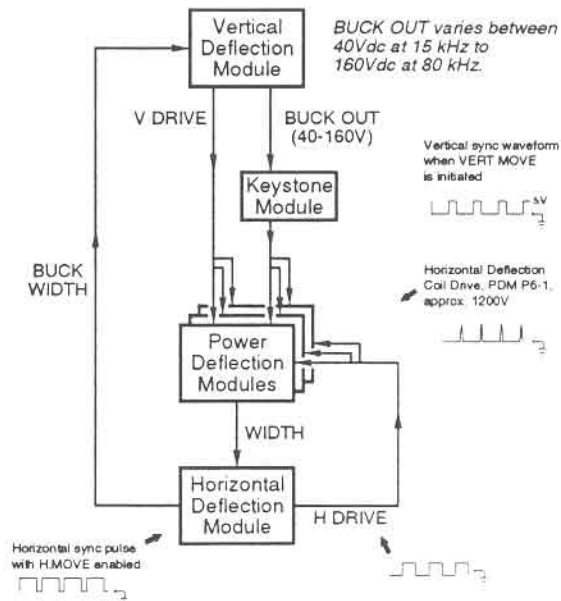 Vertical
Deflection
Module
BUCK OUT varies between
40Vdc at 15 kHz to
160Vdc at 80 kHz.
V DRIVE
BUCK OUT
(40-160V)
Vertical sync waveform
when VERT MOVE
is initiated
5V
Keystone
Module
BUCK
WIDTH
Horizontal Deflection
Coil Drive, PDM P6-1,
approx. 1200V
Power
Deflection
Modules
WIDTH
Horizontal
Deflection
Module
H DRIVE
Horizontal sync pulse
with H.MOVE enabled